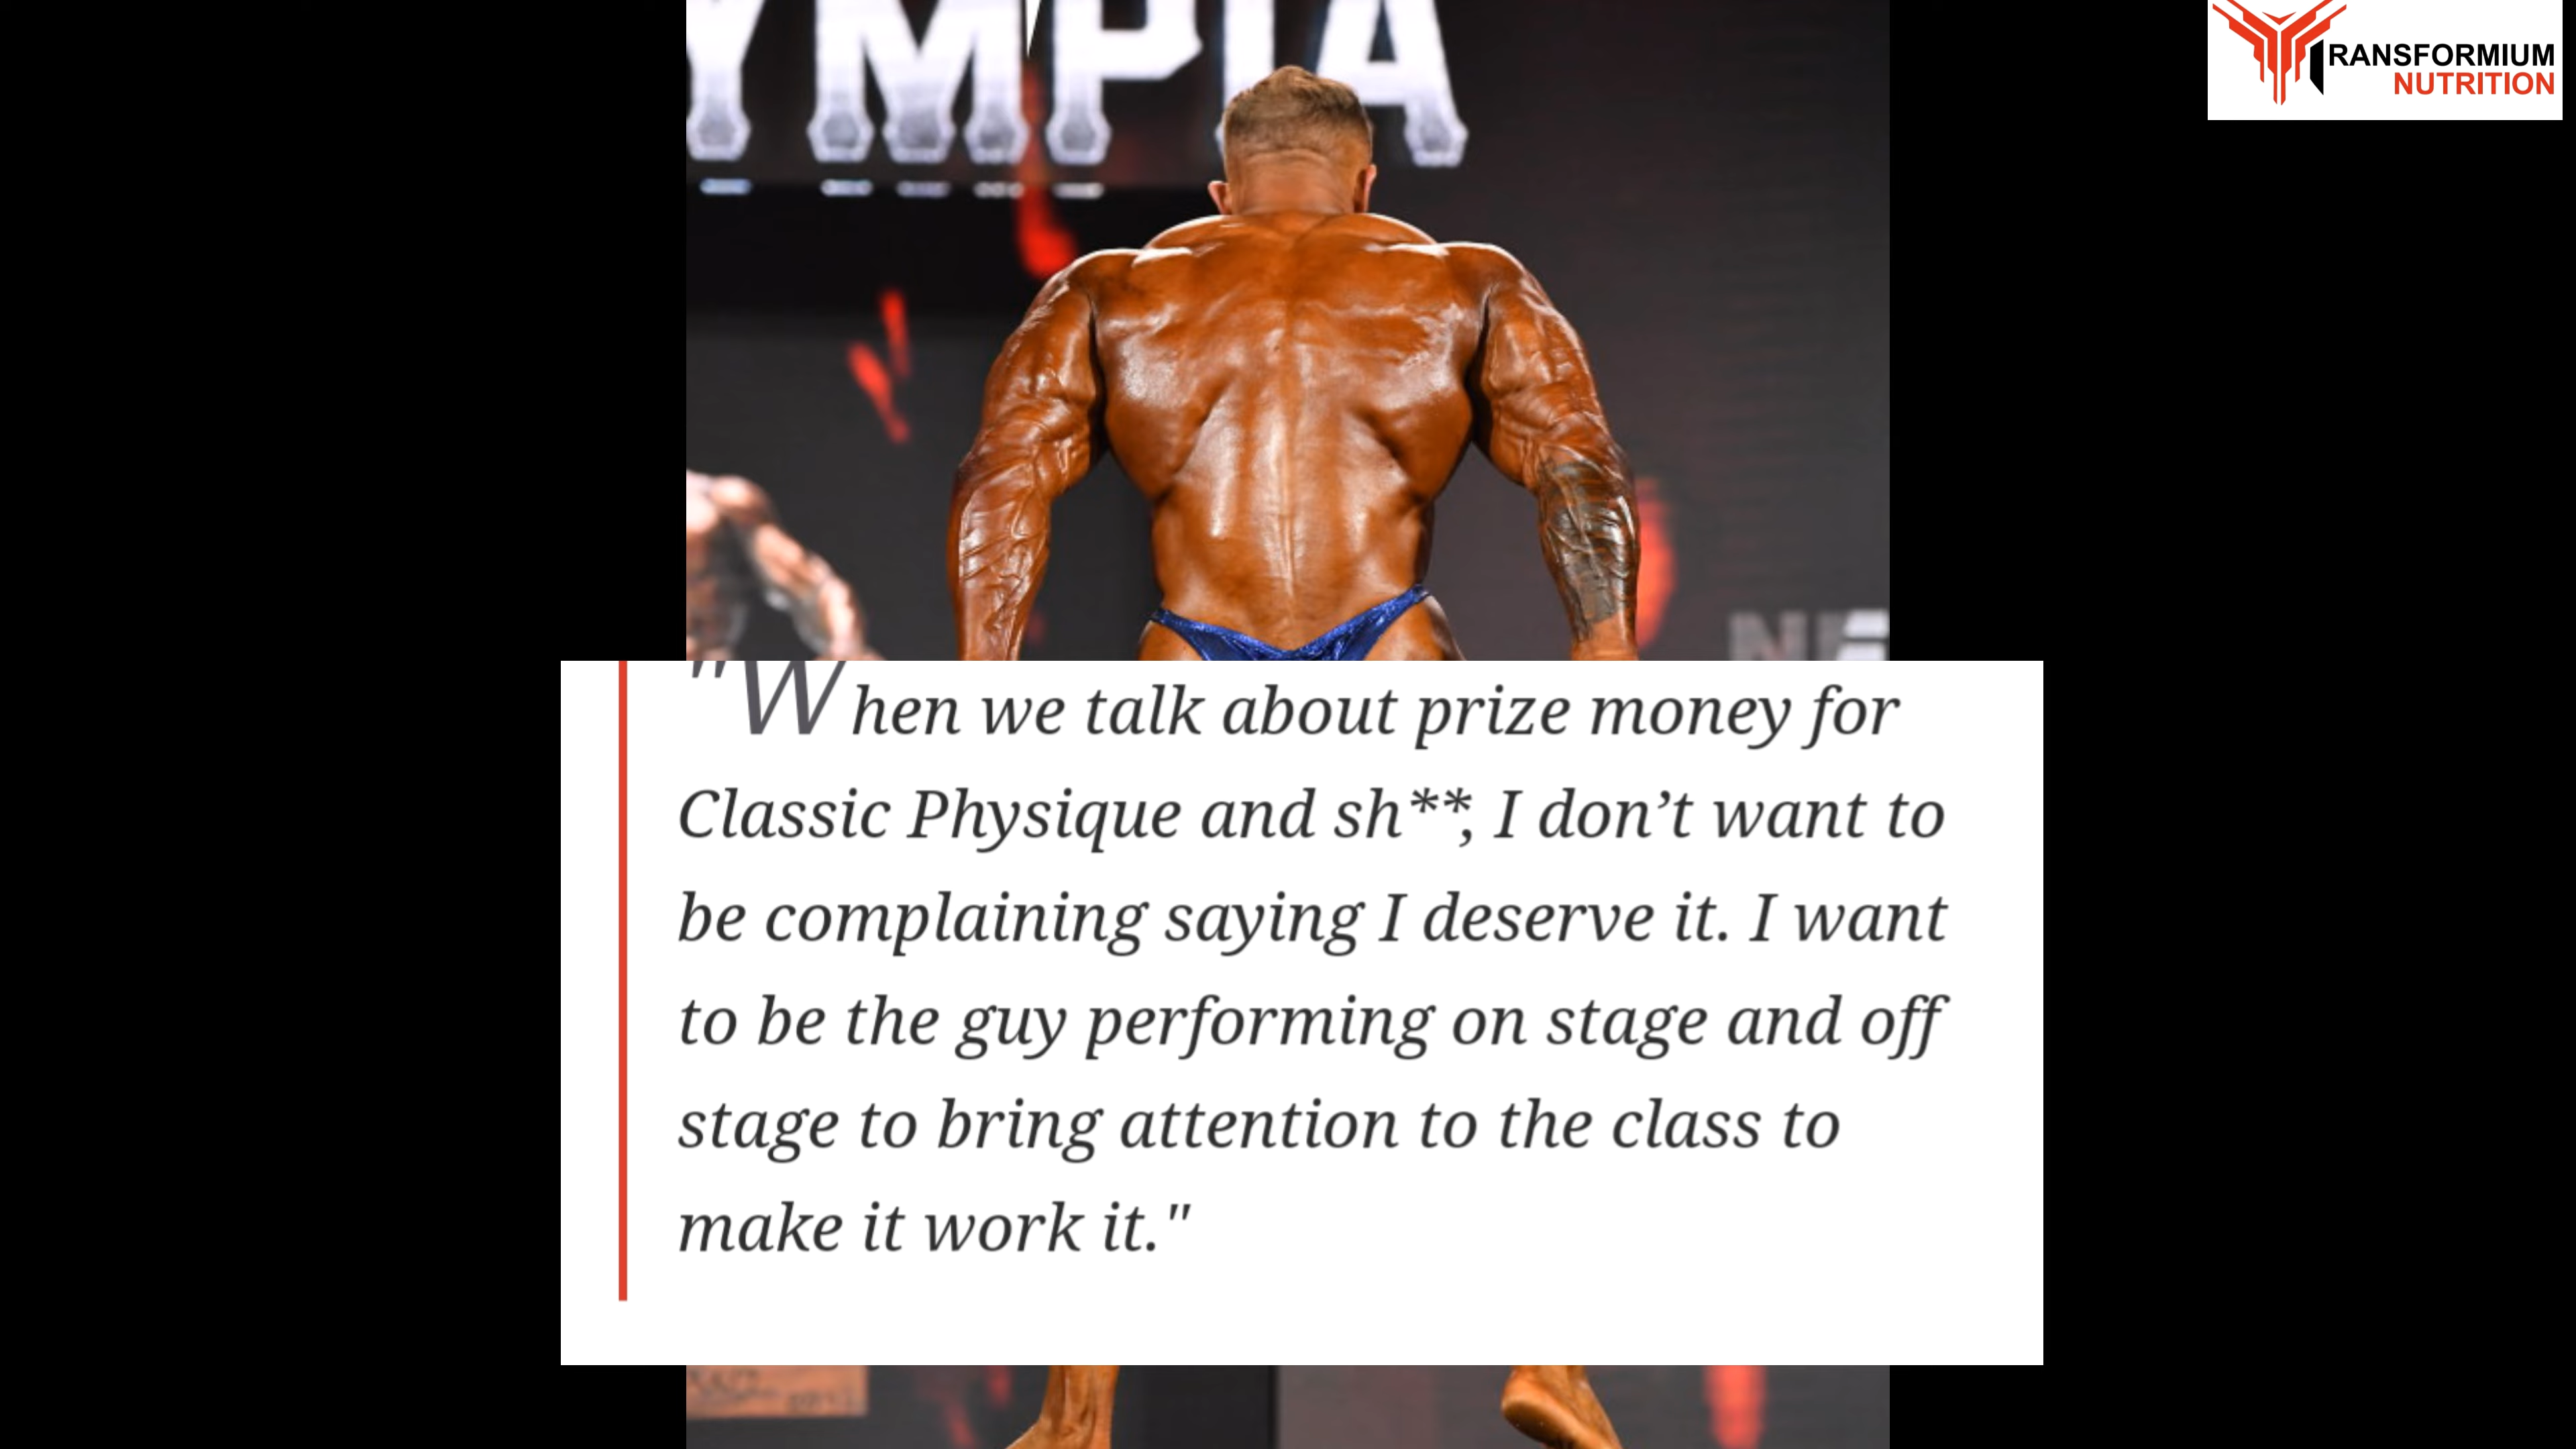 YMPIA
RANSFORMIUM
NUTRITION
"When we talk about prize money for
Classic Physique and sh**, I don’t want to
be complaining saying I deserve it. I want
to be the guy performing on stage and off
stage to bring attention to the class to
make it work it."